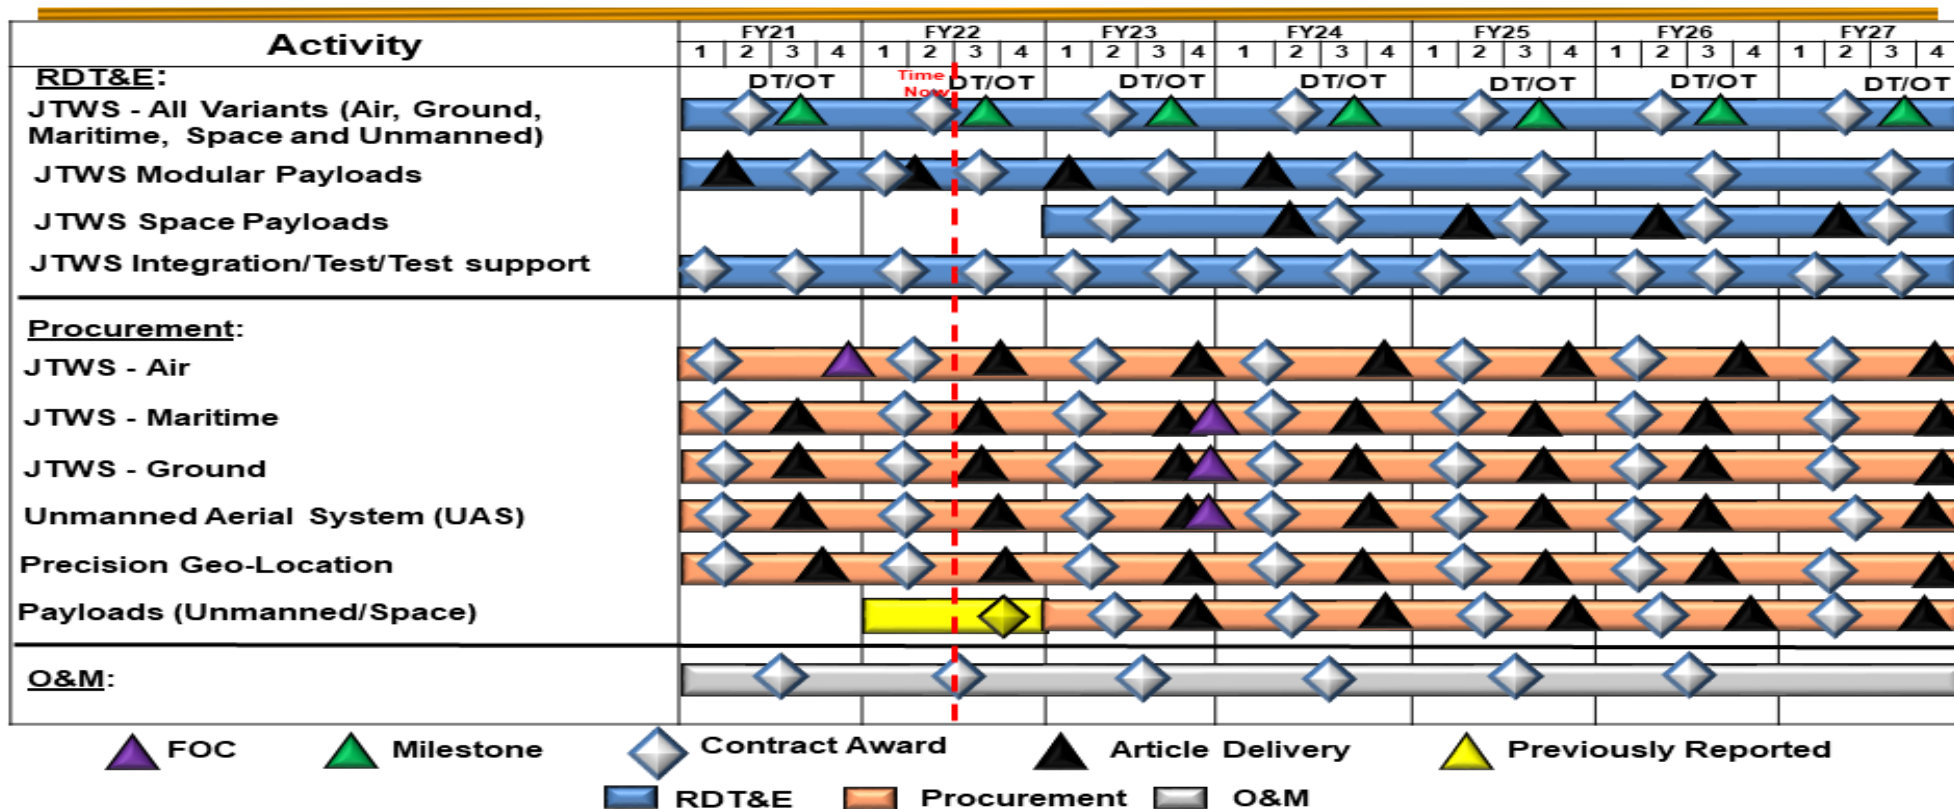 Activity
FY21 FY22 FY23 FY24 FY25 FY26 FY27
1 2 3 4 1 2 3 4 1 2 3 4 1 2 3 4 1 2 3 4 1 2 3 4 1 2 3 4
RDT&E:
DT/OT Time Now DT/OT DT/OT DT/OT DT/OT DT/OT DT/OT
JTWS - All Variants (Air, Ground,
Maritime, Space and Unmanned)
JTWS Modular Payloads
JTWS Space Payloads
JTWS Integration/Test/Test support
Procurement:
JTWS - Air
JTWS - Maritime
JTWS - Ground
Unmanned Aerial System (UAS)
Precision Geo-Location
Payloads (Unmanned/Space)
O&M:
FOC Milestone Contract Award Article Delivery Previously Reported
RDT&E Procurement O&M